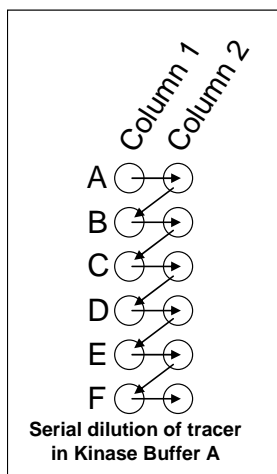 Column 1
Column 2
A
B
C
D
E
F
Serial dilution of tracer
in Kinase Buffer A